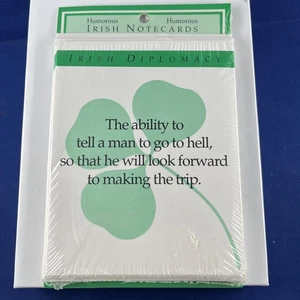 Humorous Humorous
IRISH NOTECARDS
IRISH DIPLOMACY
The ability to
tell a man to go to hell,
so that he will look forward
to making the trip.